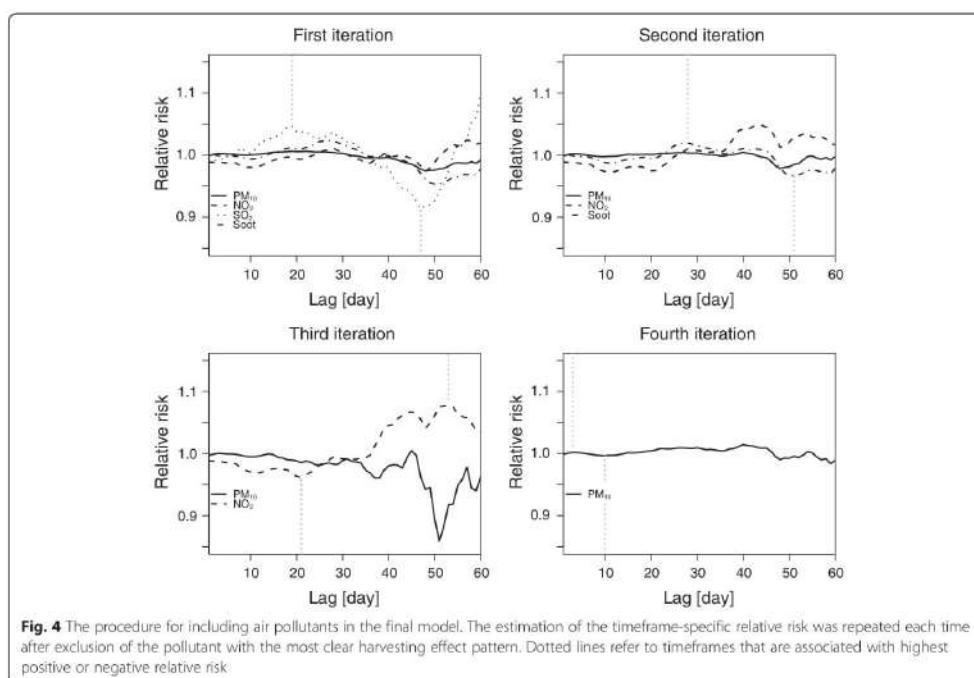 First iteration
Relative risk
1.1
1.0
0.9
PM₁₀
NO₂
SO₂
Soot
10 20 30 40 50 60
Lag [day]
Second iteration
Relative risk
1.1
1.0
0.9
PM₁₀
NO₂
Soot
10 20 30 40 50 60
Lag [day]
Third iteration
Relative risk
1.1
1.0
0.9
PM₁₀
NO₂
10 20 30 40 50 60
Lag [day]
Fourth iteration
Relative risk
1.1
1.0
0.9
PM₁₀
10 20 30 40 50 60
Lag [day]
Fig. 4 The procedure for including air pollutants in the final model. The estimation of the timeframe-specific relative risk was repeated each time
after exclusion of the pollutant with the most clear harvesting effect pattern. Dotted lines refer to timeframes that are associated with highest
positive or negative relative risk